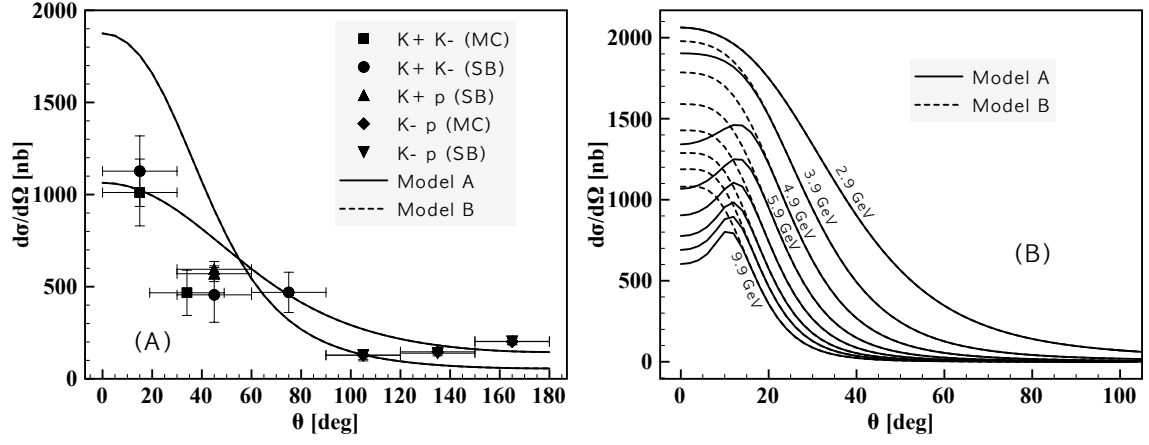 2000
1500
1000
500
0
dσ/dΩ [nb]
K+ K- (MC)
K+ K- (SB)
K+ p (SB)
K- p (MC)
K- p (SB)
Model A
Model B
(A)
0 20 40 60 80 100 120 140 160 180
θ [deg]
2000
1500
1000
500
0
dσ/dΩ [nb]
Model A
Model B
2.9 GeV
3.9 GeV
4.9 GeV
5.9 GeV
9.9 GeV
(B)
0 20 40 60 80 100
θ [deg]